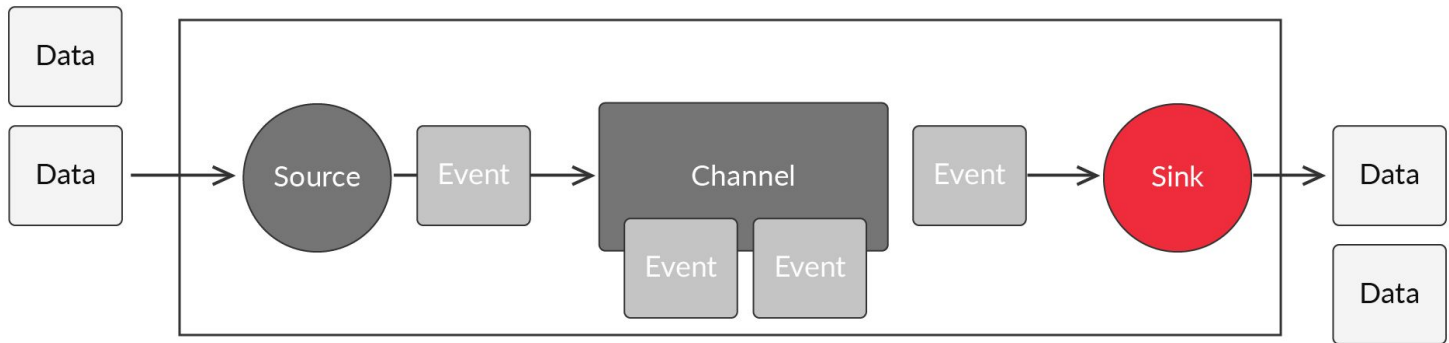 Data
Data
Source
Event
Channel
Event
Event
Event
Sink
Data
Data